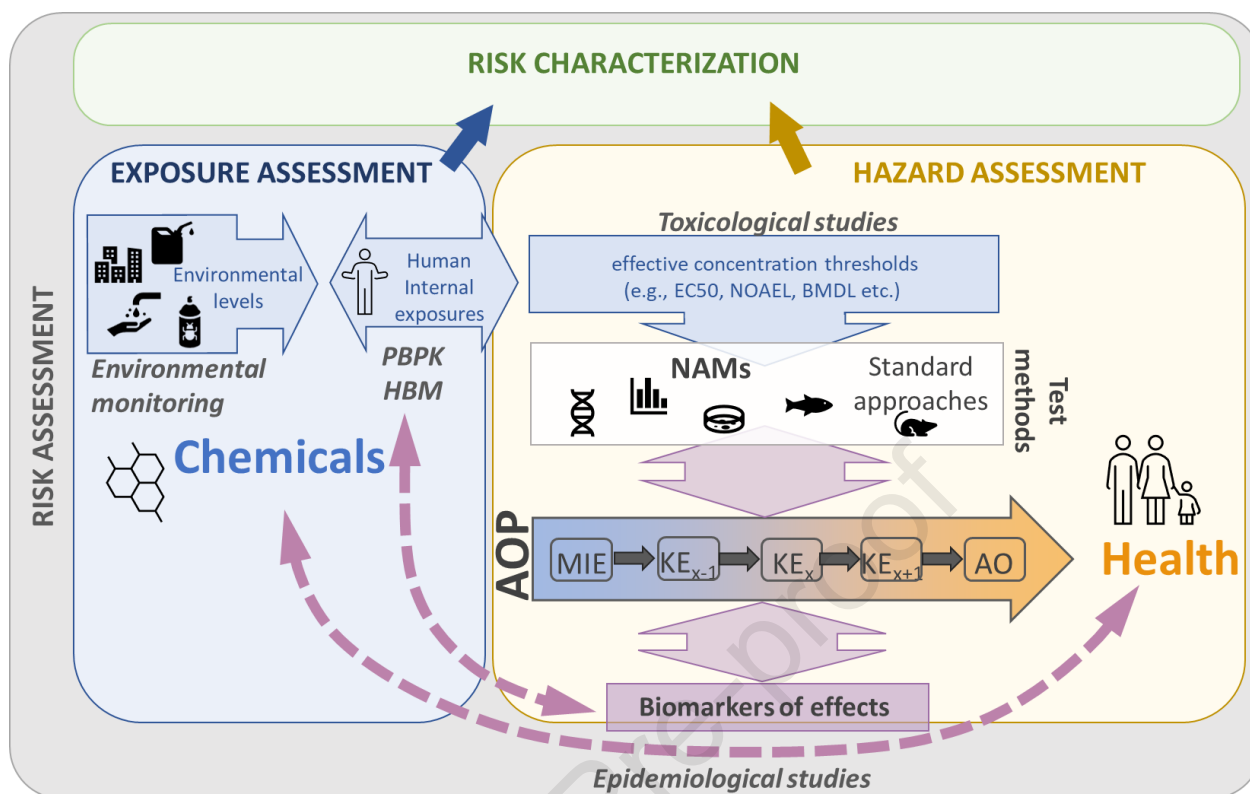 RISK CHARACTERIZATION
RISK ASSESSMENT
EXPOSURE ASSESSMENT
Environmental
levels
Human
Internal
exposures
Environmental
monitoring
PBPK
HBM
Chemicals
HAZARD ASSESSMENT
Toxicological studies
effective concentration thresholds
(e.g., EC50, NOAEL, BMDL etc.)
NAMs
Standard
approaches
Test
methods
AOP
MIE
KEx-1
KEx
KEx+1
AO
Health
Biomarkers of effects
Epidemiological studies
Pre-proof